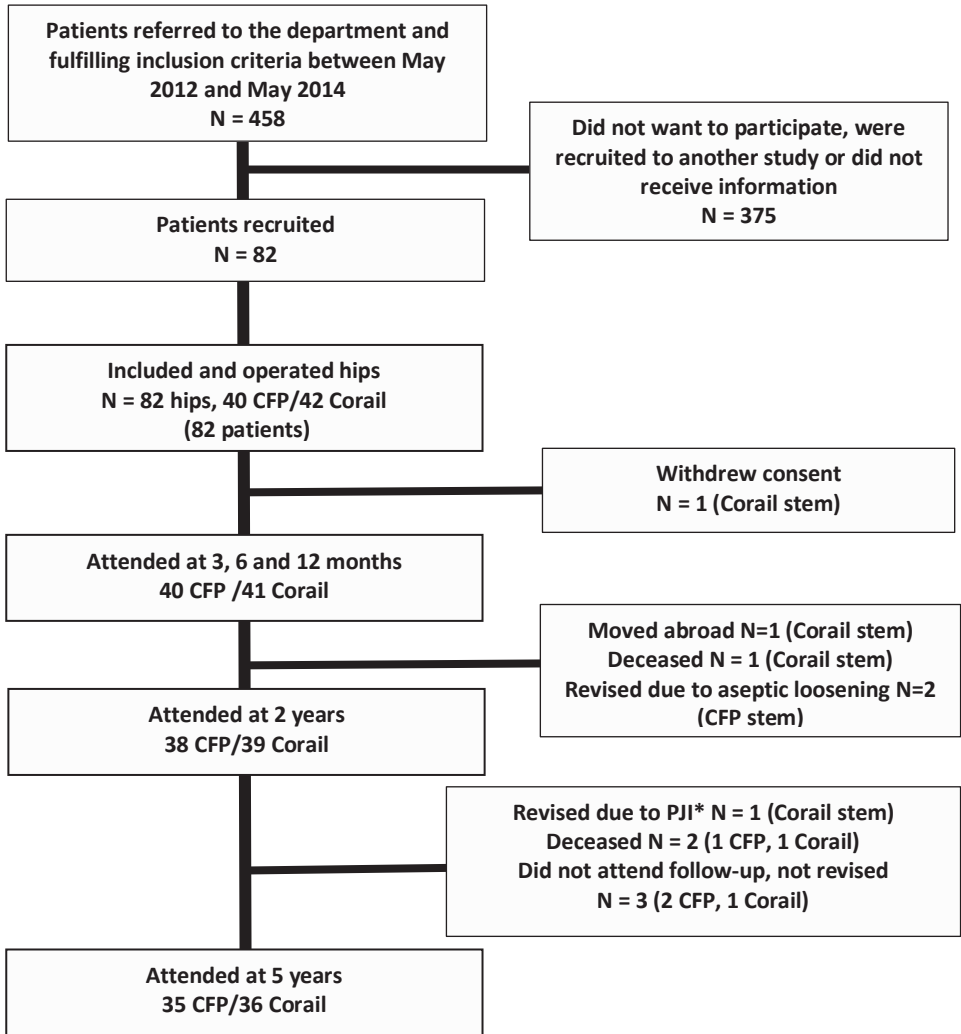 Patients referred to the department and
fulfilling inclusion criteria between May
2012 and May 2014
N = 458
Did not want to participate, were
recruited to another study or did not
receive information
N = 375
Patients recruited
N = 82
Included and operated hips
N = 82 hips, 40 CFP/42 Corail
(82 patients)
Withdrew consent
N = 1 (Corail stem)
Attended at 3, 6 and 12 months
40 CFP /41 Corail
Moved abroad N=1 (Corail stem)
Deceased N = 1 (Corail stem)
Revised due to aseptic loosening N=2
(CFP stem)
Attended at 2 years
38 CFP/39 Corail
Revised due to PJI* N = 1 (Corail stem)
Deceased N = 2 (1 CFP, 1 Corail)
Did not attend follow-up, not revised
N = 3 (2 CFP, 1 Corail)
Attended at 5 years
35 CFP/36 Corail